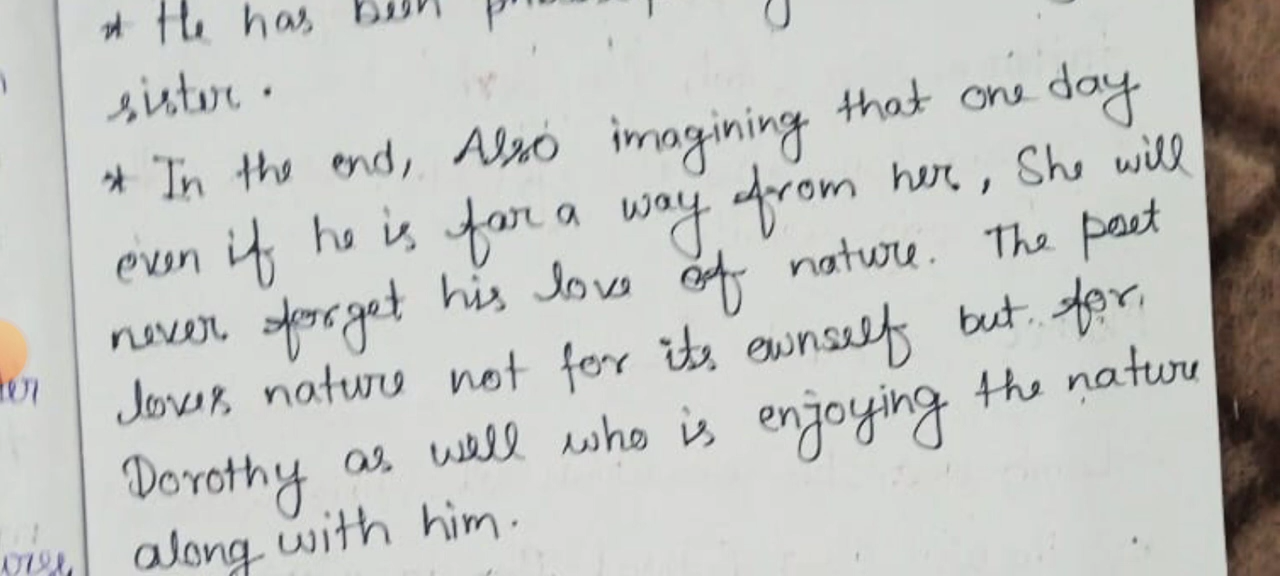 * He has been
sister.
* In the end, Also imagining that one day
even if he is far a way from her, She will
never forget his love of nature. The poet
loves nature not for its ownself but for
Dorothy as well who is enjoying the nature
along with him.